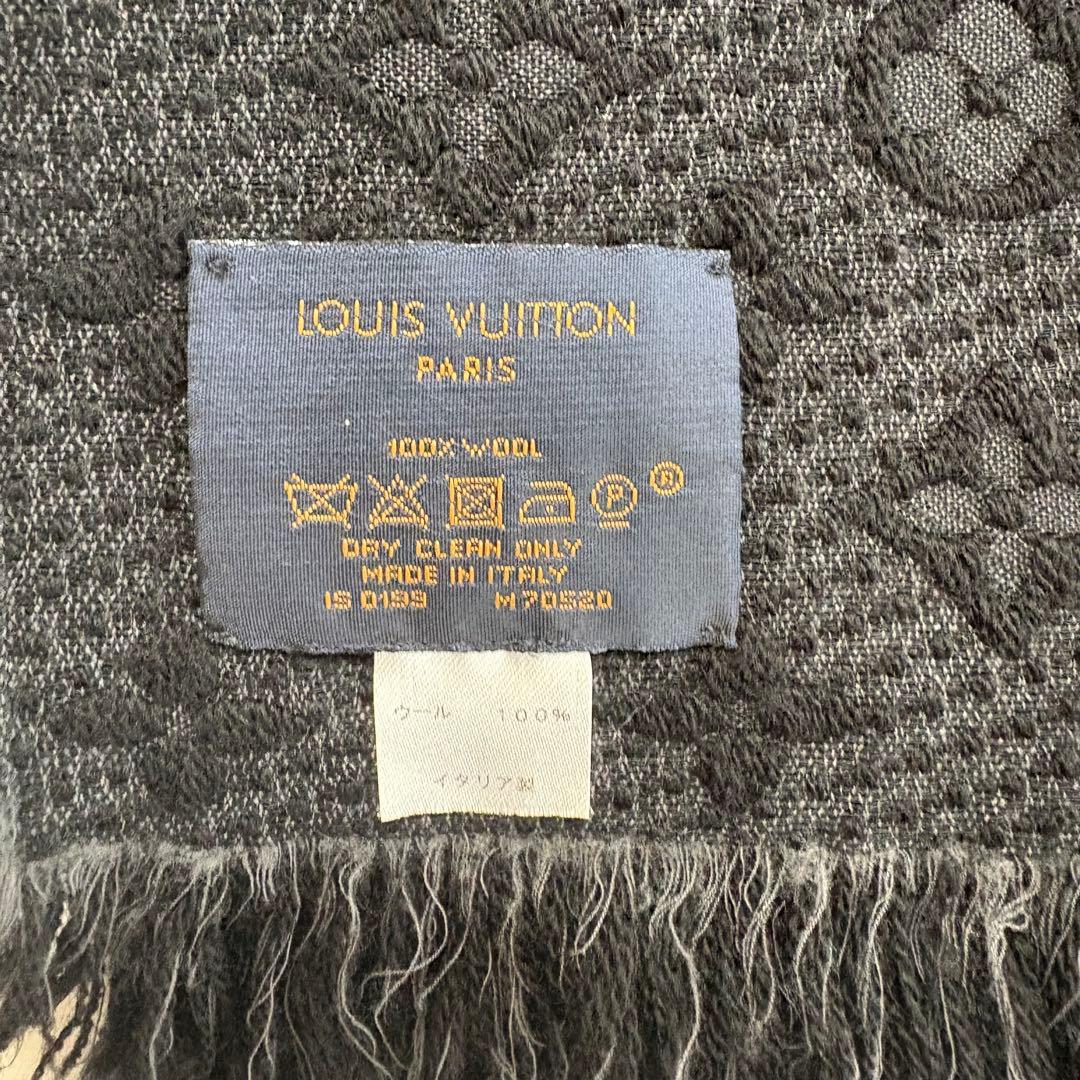 LOUIS VUITTON
PARIS
100% WOOL
P ®
DRY CLEAN ONLY
MADE IN ITALY
IS 0199 M70520
ウール 100%
イタリア製